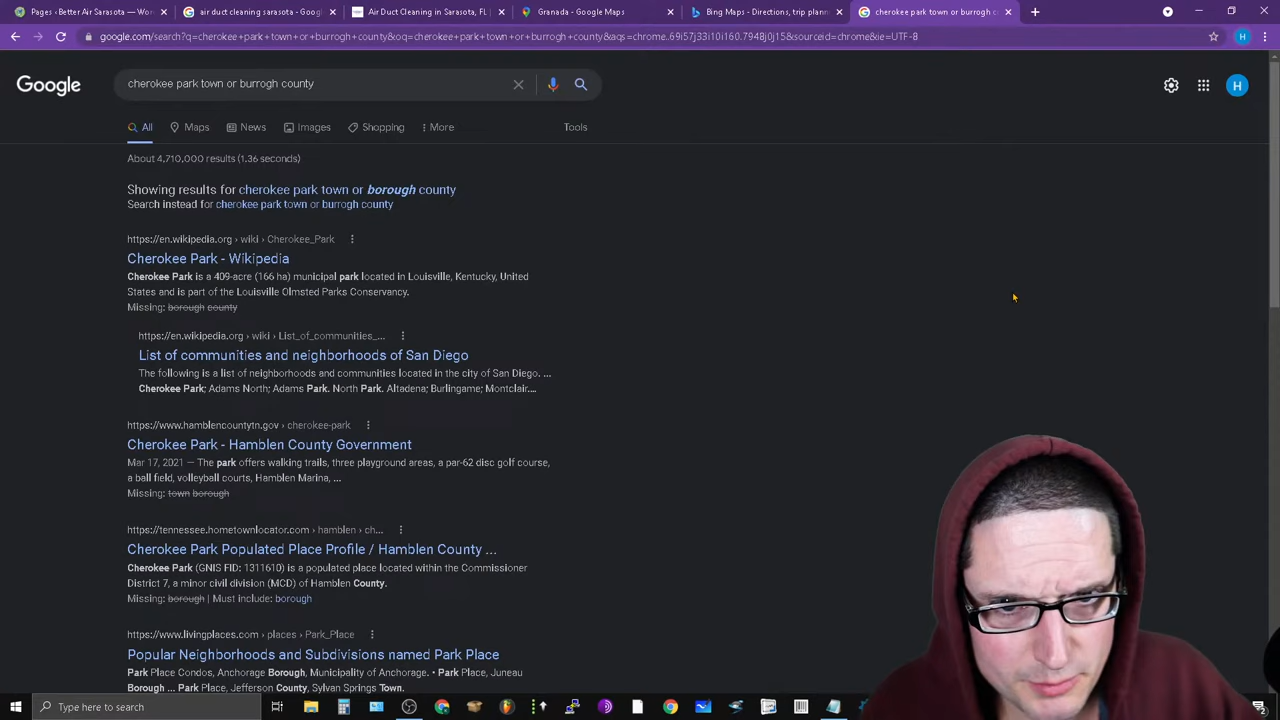 Pages ‹ Better Air Sarasota — Wor
air duct cleaning sarasota - Googl
Air Duct Cleaning in Sarasota, FL |
Granada - Google Maps
Bing Maps - Directions, trip plann
cherokee park town or burrogh c
google.com/search?q=cherokee+park+town+or+burrogh+county&oq=cherokee+park+town+or+burrogh+county&aqs=chrome..69i57j33i10i160.7948j0j15&sourceid=chrome&ie=UTF-8
H
Google
cherokee park town or burrogh county
H
All
Maps
News
Images
Shopping
More
Tools
About 4,710,000 results (1.36 seconds)
Showing results for cherokee park town or borough county
Search instead for cherokee park town or burrogh county
https://en.wikipedia.org › wiki › Cherokee_Park
Cherokee Park - Wikipedia
Cherokee Park is a 409-acre (166 ha) municipal park located in Louisville, Kentucky, United
States and is part of the Louisville Olmsted Parks Conservancy.
Missing: borough county
https://en.wikipedia.org › wiki › List_of_communities_...
List of communities and neighborhoods of San Diego
The following is a list of neighborhoods and communities located in the city of San Diego. ...
Cherokee Park; Adams North; Adams Park. North Park. Altadena; Burlingame; Montclair...
https://www.hamblencountytn.gov › cherokee-park
Cherokee Park - Hamblen County Government
Mar 17, 2021 — The park offers walking trails, three playground areas, a par-62 disc golf course,
a ball field, volleyball courts, Hamblen Marina, ...
Missing: town borough
https://tennessee.hometownlocator.com › hamblen › ch...
Cherokee Park Populated Place Profile / Hamblen County ...
Cherokee Park (GNIS FID: 1311610) is a populated place located within the Commissioner
District 7, a minor civil division (MCD) of Hamblen County.
Missing: borough | Must include: borough
https://www.livingplaces.com › places › Park_Place
Popular Neighborhoods and Subdivisions named Park Place
Park Place Condos, Anchorage Borough, Municipality of Anchorage. • Park Place, Juneau
Borough ... Park Place, Jefferson County, Sylvan Springs Town.
Type here to search